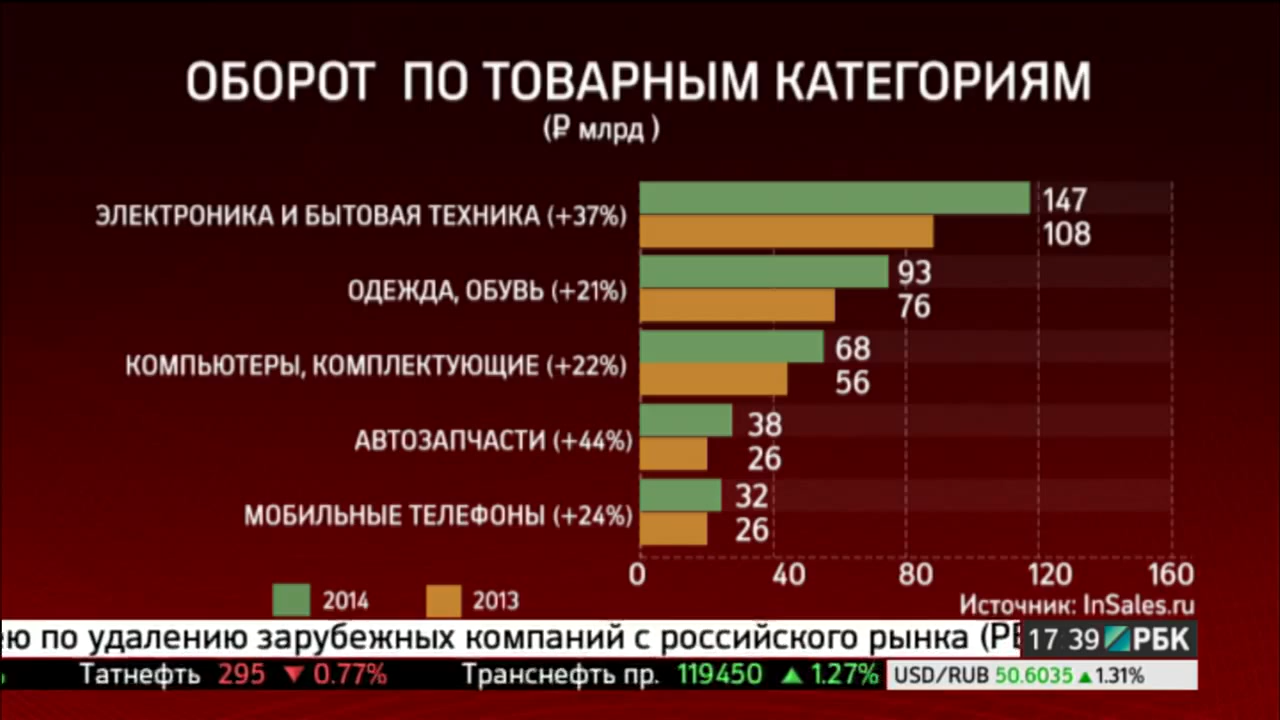 ОБОРОТ ПО ТОВАРНЫМ КАТЕГОРИЯМ
(₽ млрд )
ЭЛЕКТРОНИКА И БЫТОВАЯ ТЕХНИКА (+37%)
147
108
ОДЕЖДА, ОБУВЬ (+21%)
93
76
КОМПЬЮТЕРЫ, КОМПЛЕКТУЮЩИЕ (+22%)
68
56
АВТОЗАПЧАСТИ (+44%)
38
26
МОБИЛЬНЫЕ ТЕЛЕФОНЫ (+24%)
32
26
0 40 80 120 160
2014 2013
Источник: InSales.ru
по удалению зарубежных компаний с российского рынка
17 39 РБК
Татнефть 295 ▼ 0.77% Транснефть пр. 119450 ▲ 1.27%
USD/RUB 50.6035 ▲ 1.31%